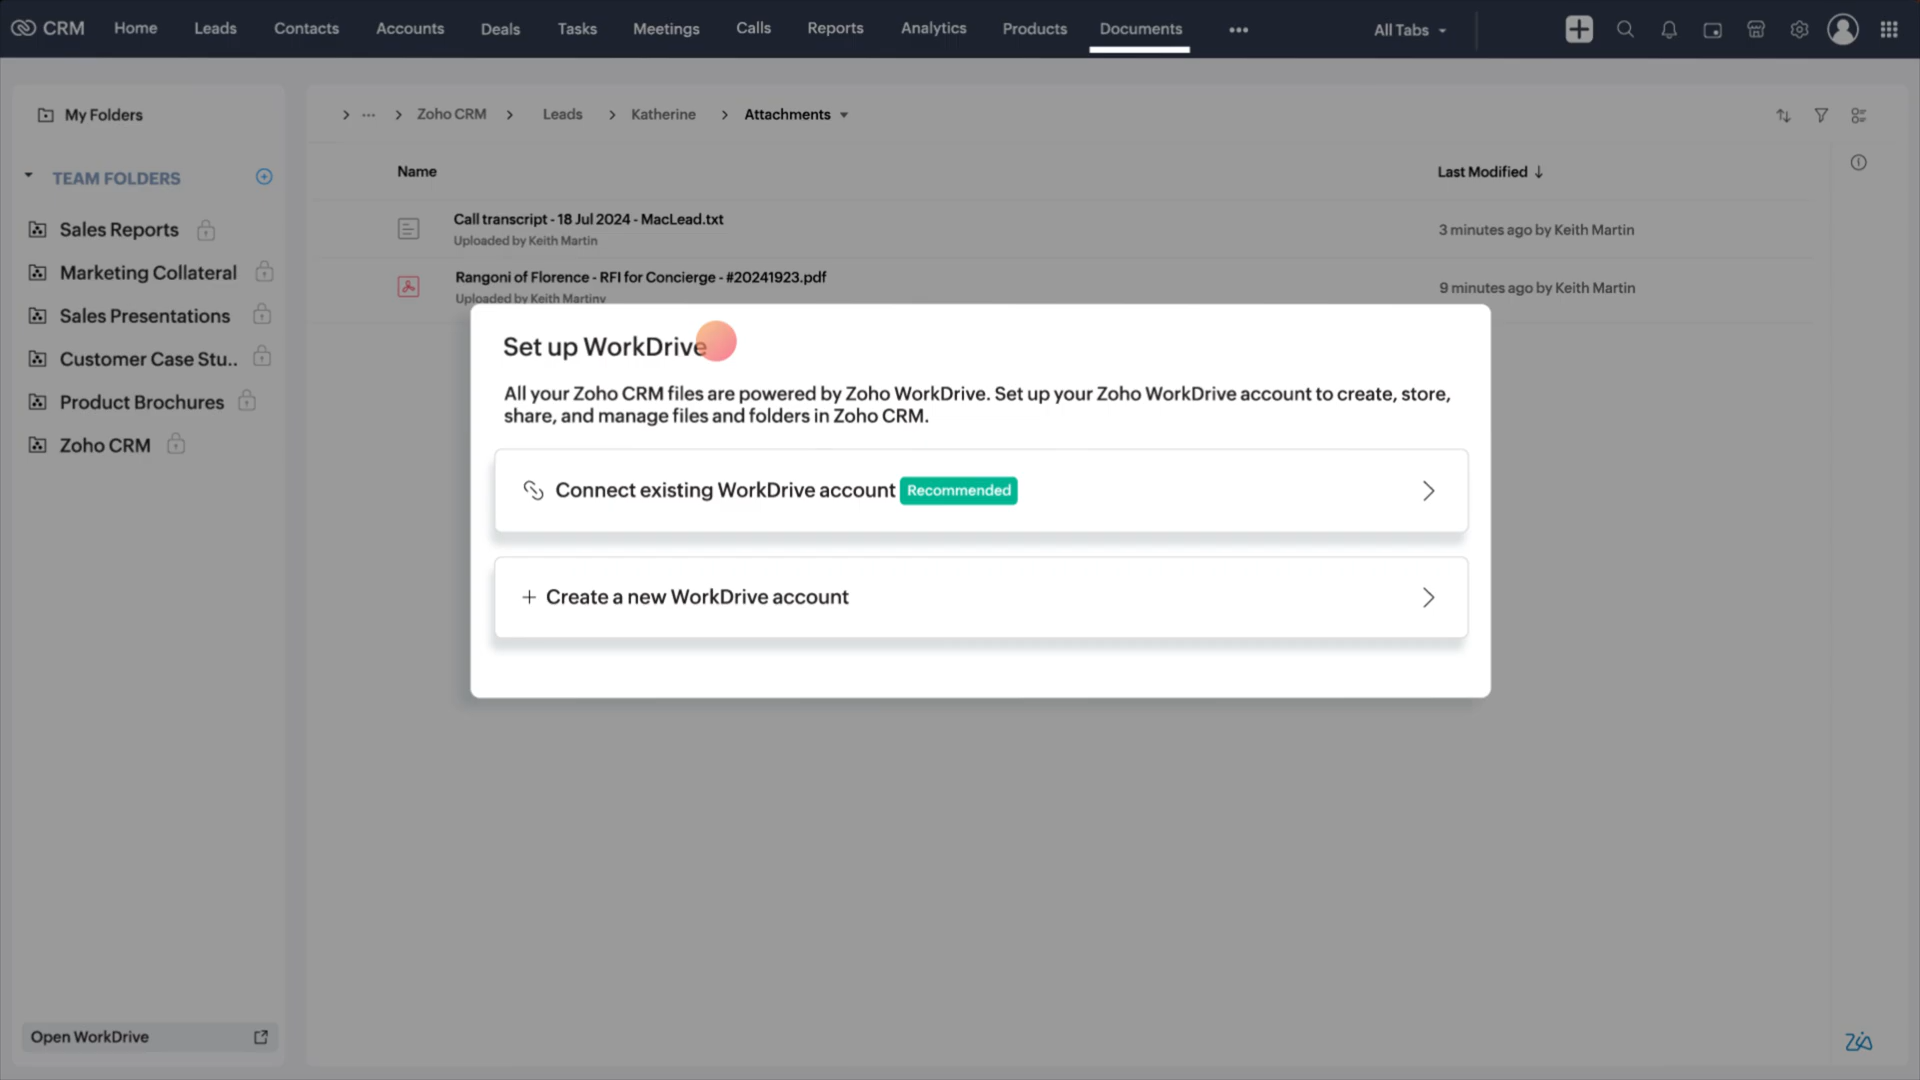 CRM Home Leads Contacts Accounts Deals Tasks Meetings Calls Reports Analytics Products Documents ••• All Tabs
My Folders
TEAM FOLDERS
Sales Reports
Marketing Collateral
Sales Presentations
Customer Case Stu..
Product Brochures
Zoho CRM
Open WorkDrive
> ··· > Zoho CRM > Leads > Katherine > Attachments
Name Last Modified ↓
Call transcript - 18 Jul 2024 - MacLead.txt
Uploaded by Keith Martin
3 minutes ago by Keith Martin
Rangoni of Florence - RFI for Concierge - #20241923.pdf
Uploaded by Keith Martinv
9 minutes ago by Keith Martin
Set up WorkDrive
All your Zoho CRM files are powered by Zoho WorkDrive. Set up your Zoho WorkDrive account to create, store,
share, and manage files and folders in Zoho CRM.
Connect existing WorkDrive account Recommended
+ Create a new WorkDrive account
Zia